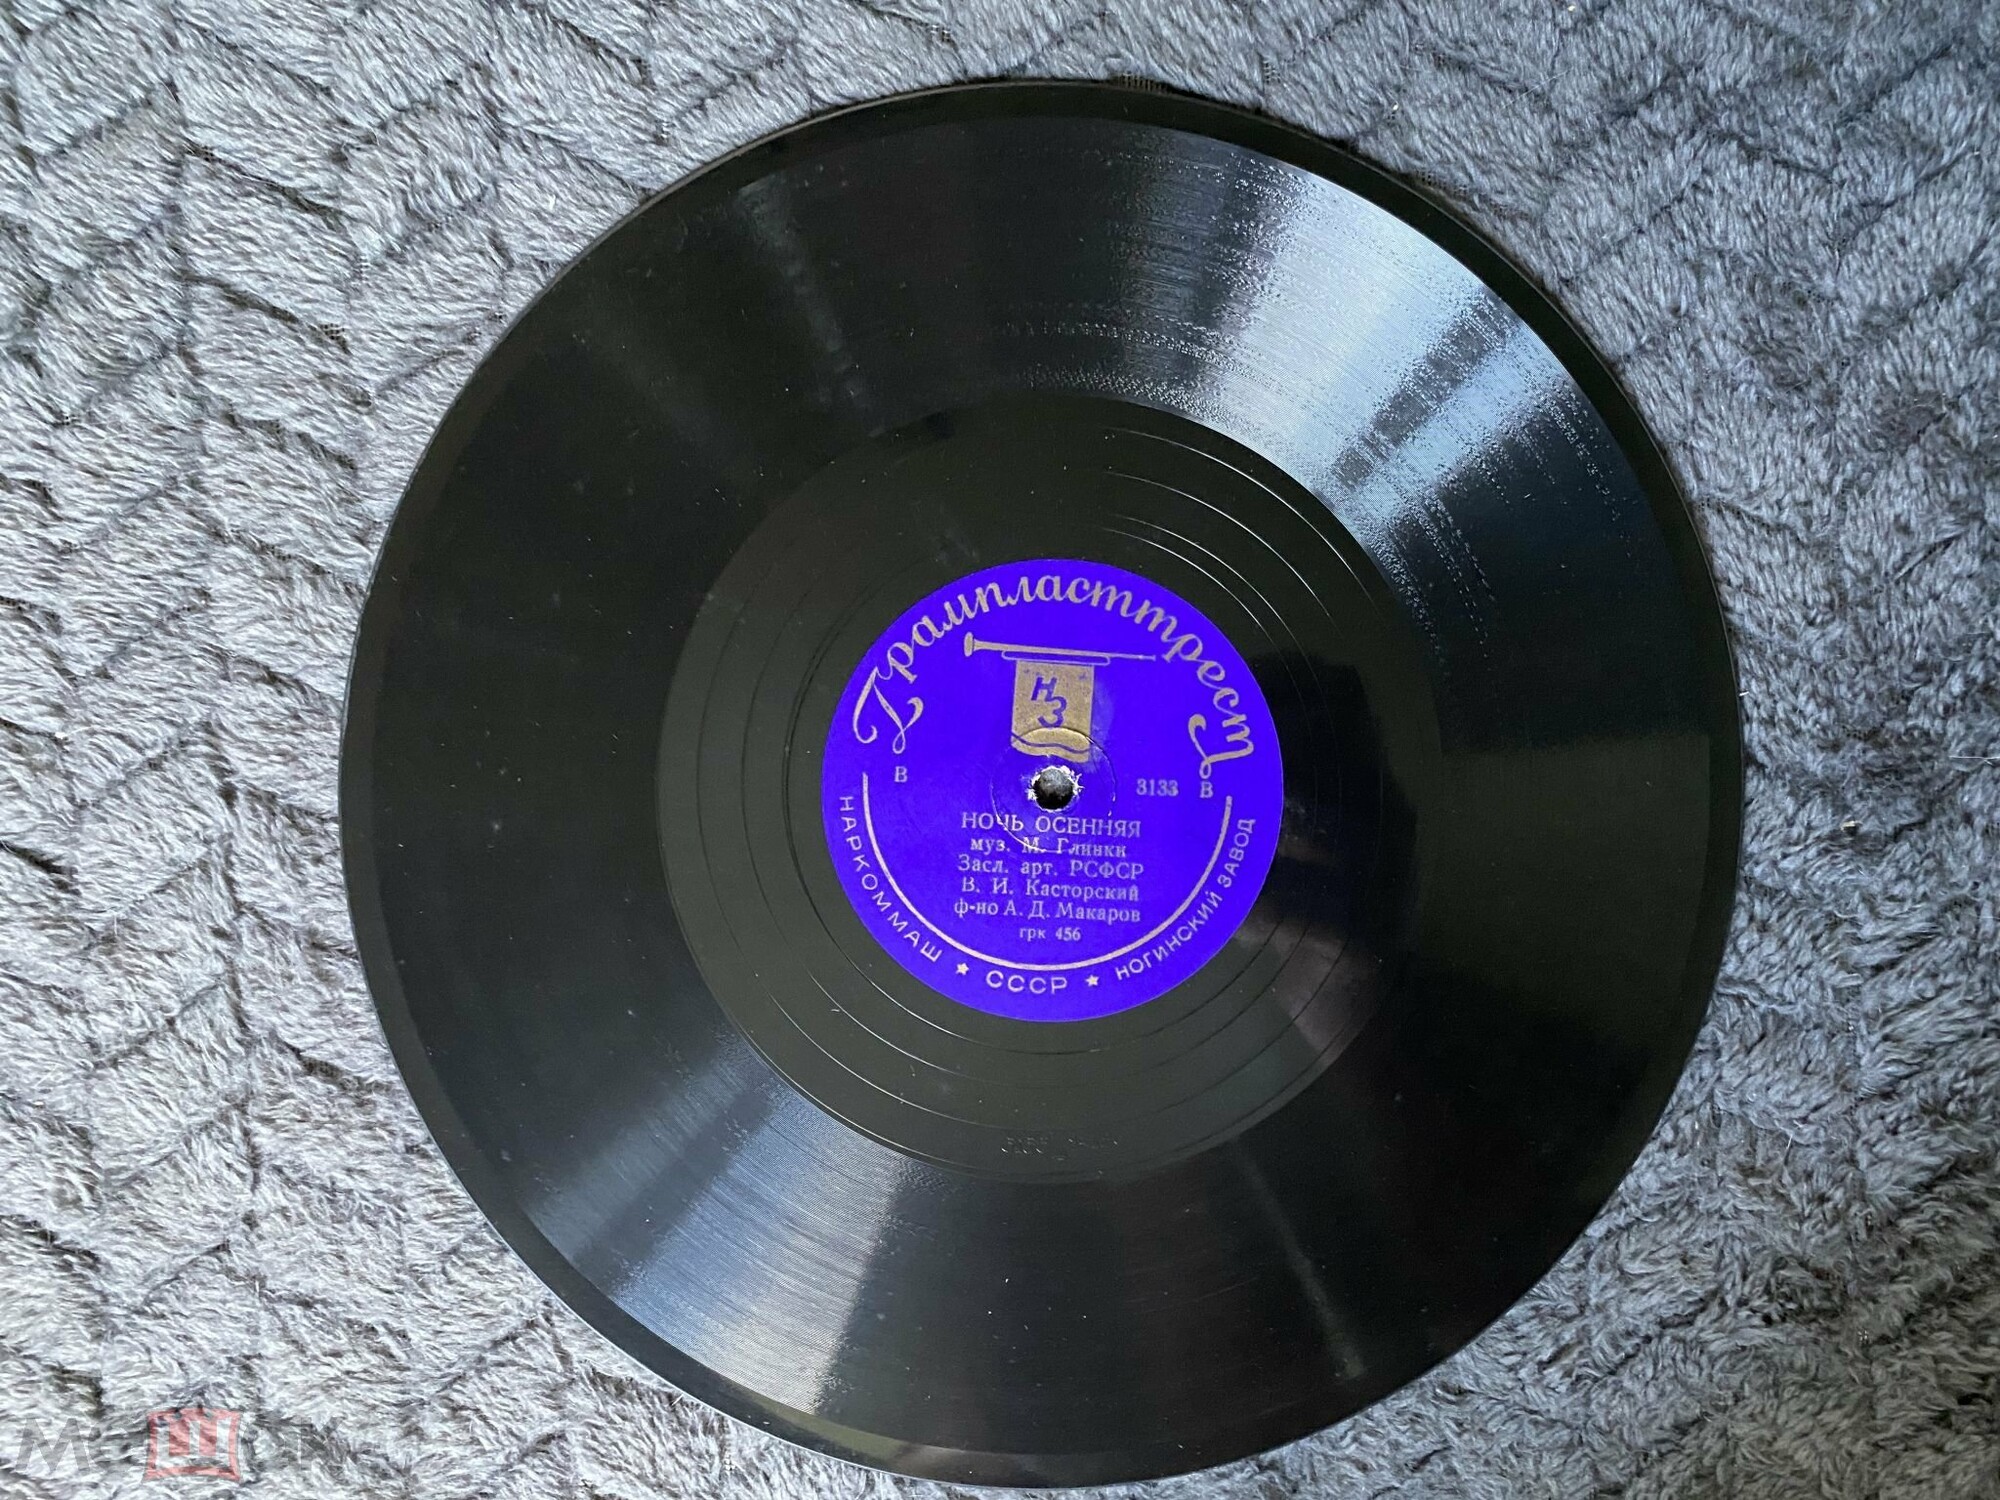 Грампласттрест
НЗ
В 3133 В
НОЧЬ ОСЕННЯЯ
муз. М. Глинки
Засл. арт. РСФСР
В. И. Касторский
ф-но А. Д. Макаров
грк 456
НАРКОММАШ ★ СССР ★ НОГИНСКИЙ ЗАВОД